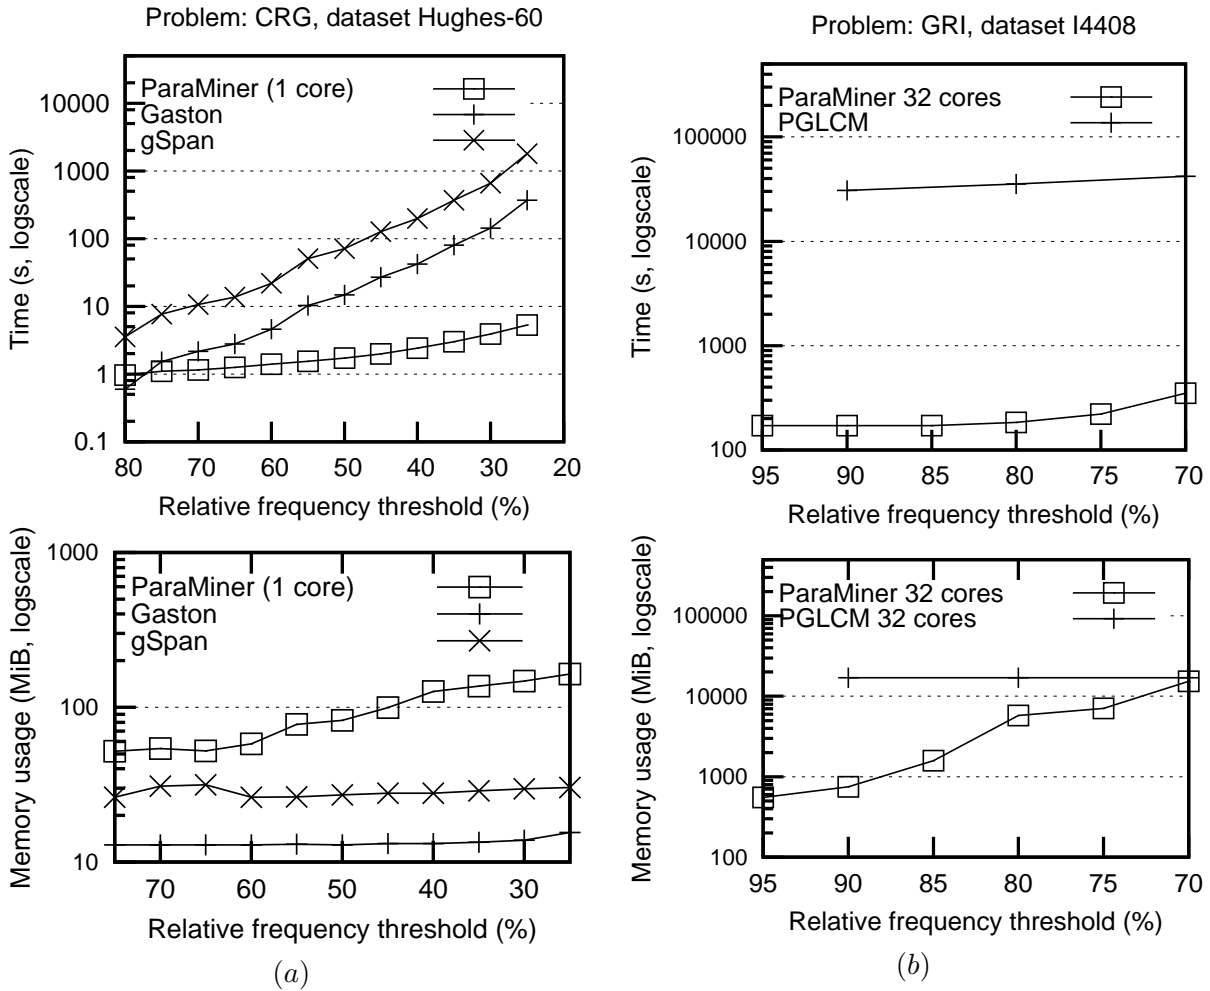 Problem: CRG, dataset Hughes-60
Time (s, logscale)
10000
1000
100
10
1
0.1
ParaMiner (1 core)
Gaston
gSpan
80 70 60 50 40 30 20
Relative frequency threshold (%)
Problem: GRI, dataset I4408
Time (s, logscale)
100000
10000
1000
100
ParaMiner 32 cores
PGLCM
95 90 85 80 75 70
Relative frequency threshold (%)
Memory usage (MiB, logscale)
1000
100
10
ParaMiner (1 core)
Gaston
gSpan
70 60 50 40 30
Relative frequency threshold (%)
(a)
Memory usage (MiB, logscale)
100000
10000
1000
100
ParaMiner 32 cores
PGLCM 32 cores
95 90 85 80 75 70
Relative frequency threshold (%)
(b)